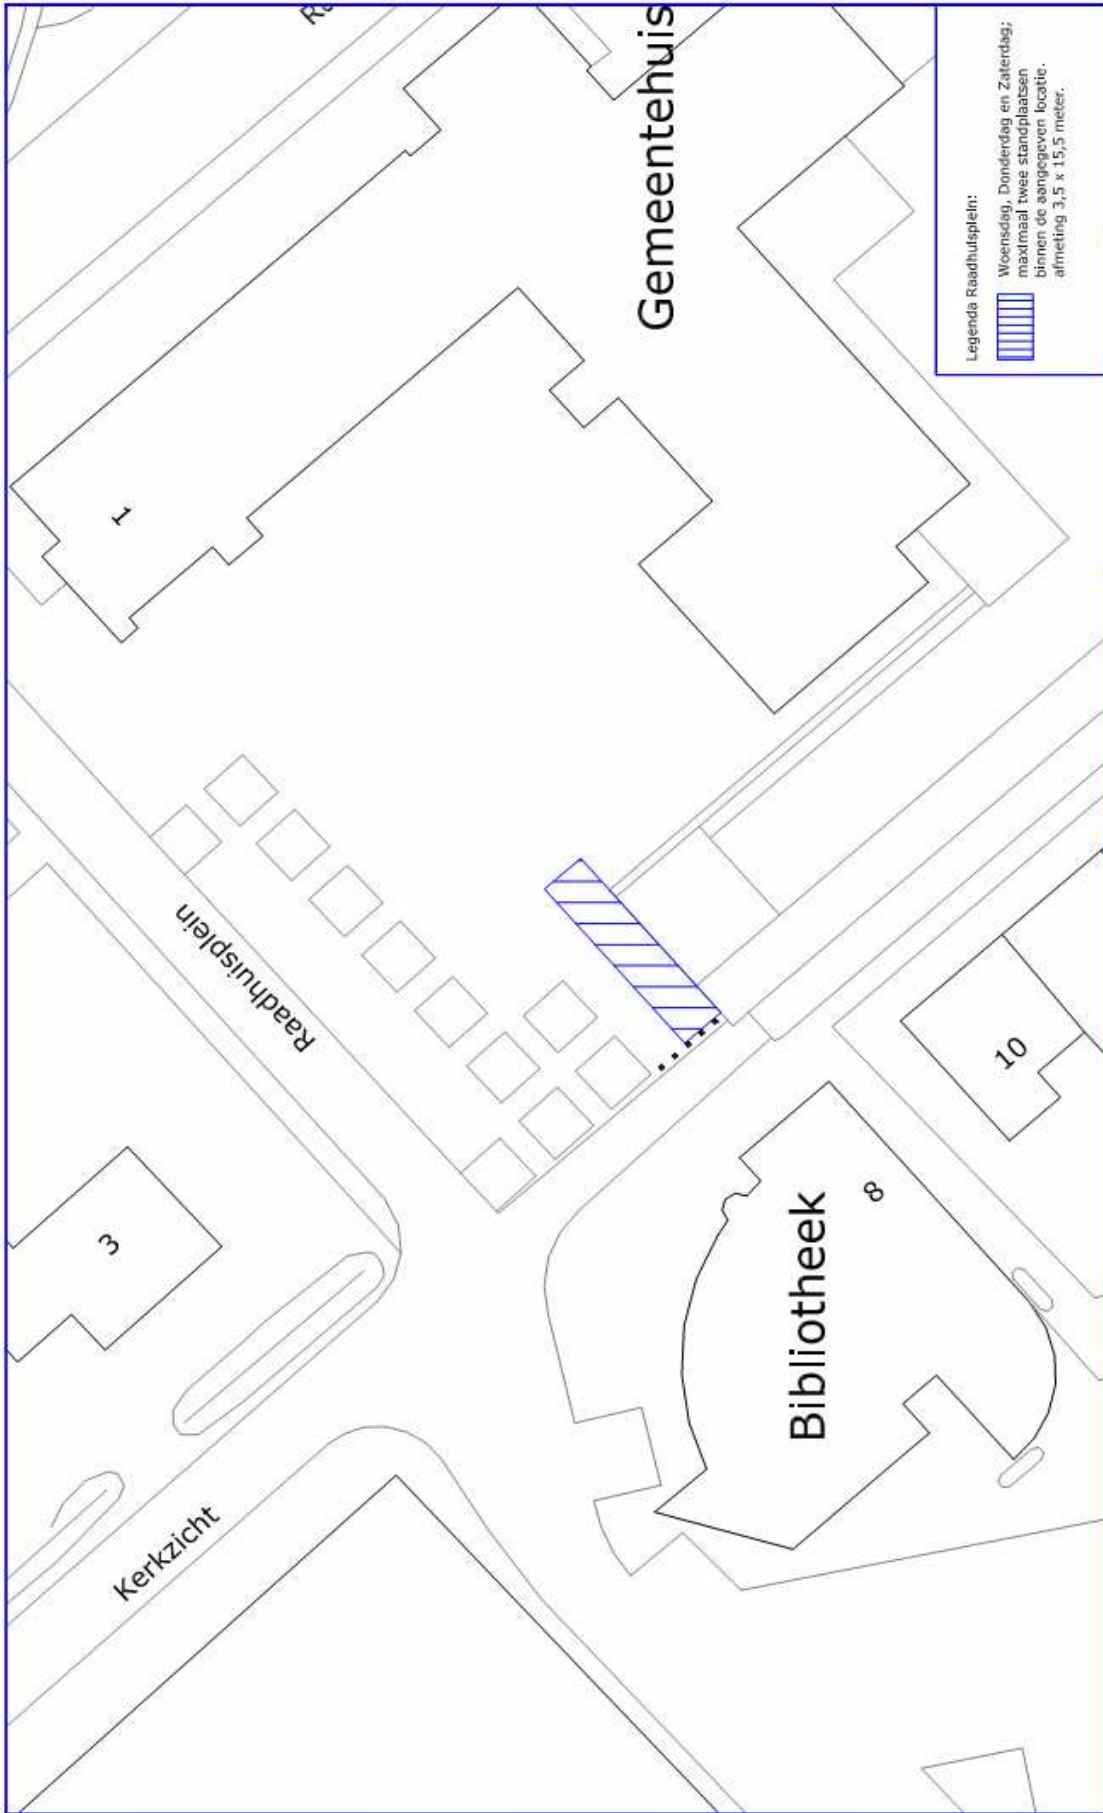 Gemeentehuis
1
Raadhuisplein
3
Kerkzicht
Bibliotheek
8
10
Legenda Raadhuisplein:
Woensdag, Donderdag en Zaterdag;
maximaal twee standplaatsen
binnen de aangegeven locatie.
afmeting 3,5 x 15,5 meter.